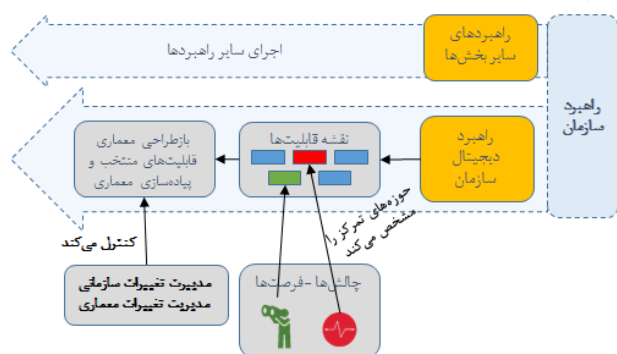 راهبرد
سازمان
راهبردهای
سایر بخش‌ها
اجرای سایر راهبردها
راهبرد
دیجیتال
سازمان
نقشه قابلیت‌ها
بازطراحی معماری
قابلیت‌های منتخب و
پیاده‌سازی معماری
حوزه‌های تمرکز را
مشخص می‌کند
کنترل می‌کند
چالش‌ها -فرصت‌ها
مدیریت تغییرات سازمانی
مدیریت تغییرات معماری